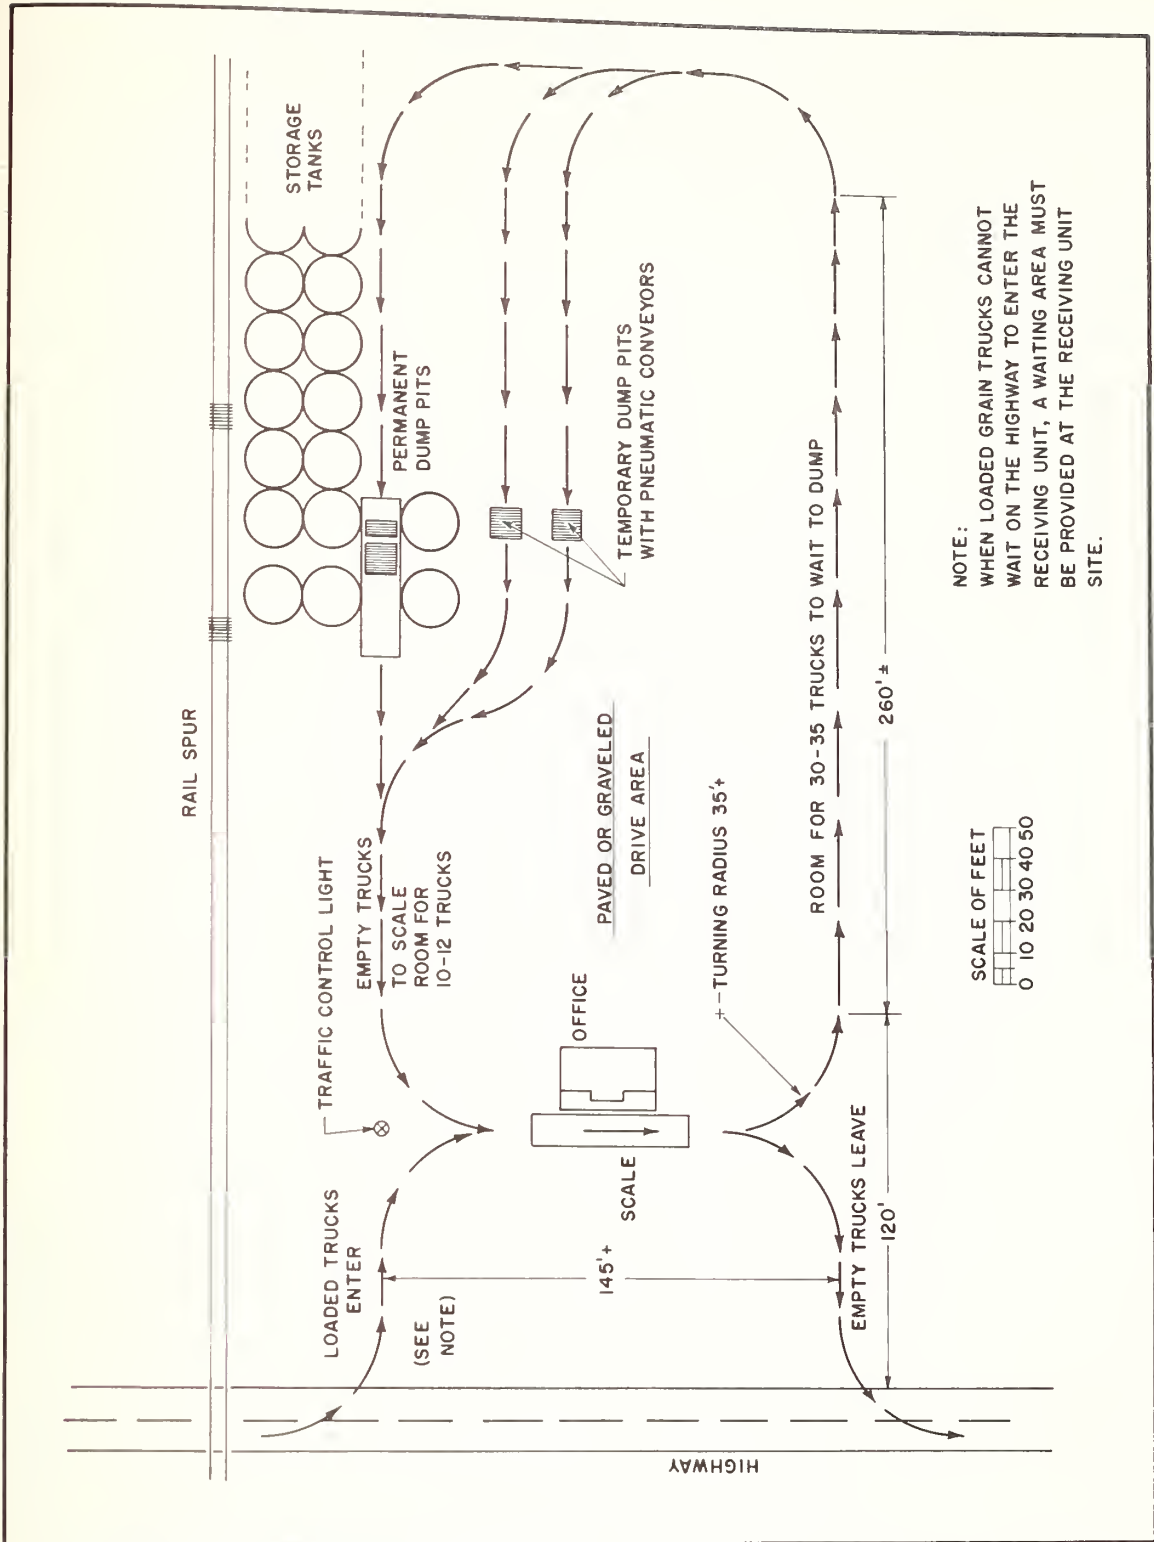 RAIL SPUR
STORAGE
TANKS
TRAFFIC CONTROL LIGHT
LOADED TRUCKS
ENTER
(SEE
NOTE)
EMPTY TRUCKS
TO SCALE
ROOM FOR
10-12 TRUCKS
PERMANENT
DUMP PITS
TEMPORARY DUMP PITS
WITH PNEUMATIC CONVEYORS
OFFICE
SCALE
PAVED OR GRAVELED
DRIVE AREA
145'+
TURNING RADIUS 35'+
ROOM FOR 30-35 TRUCKS TO WAIT TO DUMP
EMPTY TRUCKS LEAVE
120'
260' ±
HIGHWAY
SCALE OF FEET
0 10 20 30 40 50
NOTE:
WHEN LOADED GRAIN TRUCKS CANNOT
WAIT ON THE HIGHWAY TO ENTER THE
RECEIVING UNIT, A WAITING AREA MUST
BE PROVIDED AT THE RECEIVING UNIT
SITE.